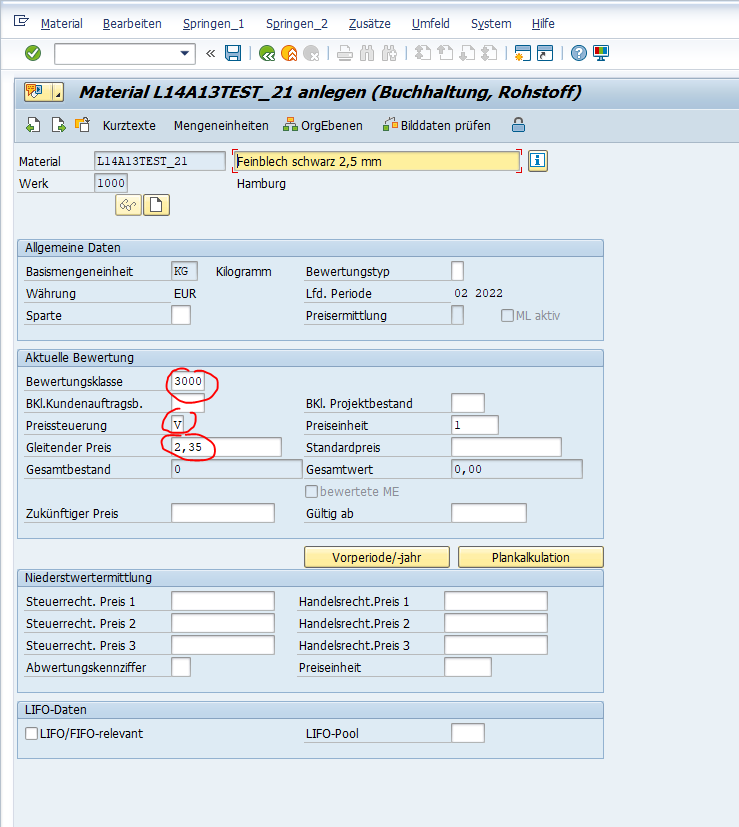 Material Bearbeiten Springen_1 Springen_2 Zusätze Umfeld System Hilfe
Material L14A13TEST_21 anlegen (Buchhaltung, Rohstoff)
Kurztexte Mengeneinheiten OrgEbenen Bilddaten prüfen
Material L14A13TEST_21 Feinblech schwarz 2,5 mm
Werk 1000 Hamburg
Allgemeine Daten
Basismengeneinheit KG Kilogramm Bewertungstyp
Währung EUR Lfd. Periode 02 2022
Sparte Preisermittlung ML aktiv
Aktuelle Bewertung
Bewertungsklasse 3000
BKl.Kundenauftragsb. BKl. Projektbestand
Preissteuerung V Preiseinheit 1
Gleitender Preis 2,35 Standardpreis
Gesamtbestand 0 Gesamtwert 0,00
bewertete ME
Zukünftiger Preis Gültig ab
Vorperiode/-jahr Plankalkulation
Niederstwertermittlung
Steuerrecht. Preis 1 Handelsrecht.Preis 1
Steuerrecht. Preis 2 Handelsrecht.Preis 2
Steuerrecht. Preis 3 Handelsrecht.Preis 3
Abwertungskennziffer Preiseinheit
LIFO-Daten
LIFO/FIFO-relevant LIFO-Pool